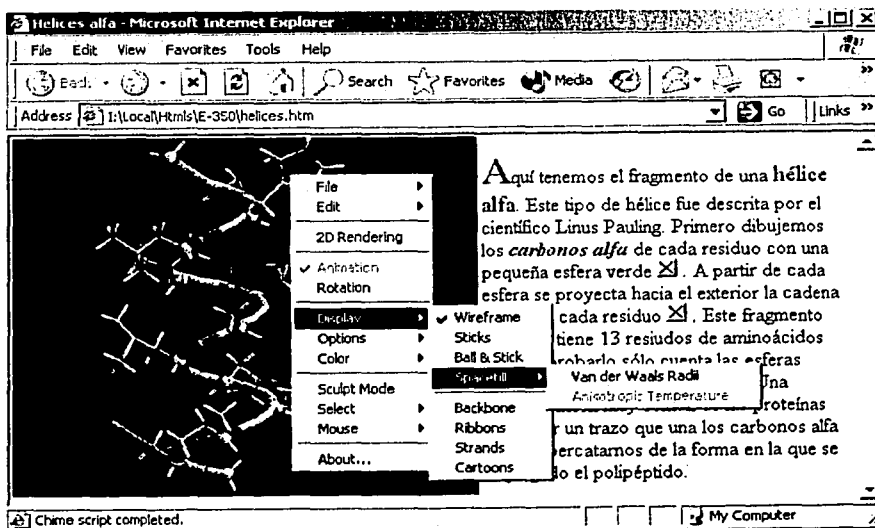 Helices alfa - Microsoft Internet Explorer
File Edit View Favorites Tools Help
Back Search Favorites Media
Address I:\Local\Htmls\E-350\helices.htm Go Links »
Aquí tenemos el fragmento de una hélice
alfa. Este tipo de hélice fue descrita por el
científico Linus Pauling. Primero dibujemos
los carbonos alfa de cada residuo con una
pequeña esfera verde. A partir de cada
esfera se proyecta hacia el exterior la cadena
cada residuo. Este fragmento
tiene 13 resiudos de aminoácidos
robarlo sólo cuenta las esferas
Una
proteínas
r un trazo que una los carbonos alfa
percatamos de la forma en la que se
do el polipéptido.
File
Edit
2D Rendering
Animation
Rotation
Display
Options
Color
Sculpt Mode
Select
Mouse
About...
Wireframe
Sticks
Ball & Stick
Spacefill
Backbone
Ribbons
Strands
Cartoons
Van der Waals Radii
Anisotropic Temperature
Chime script completed.
My Computer